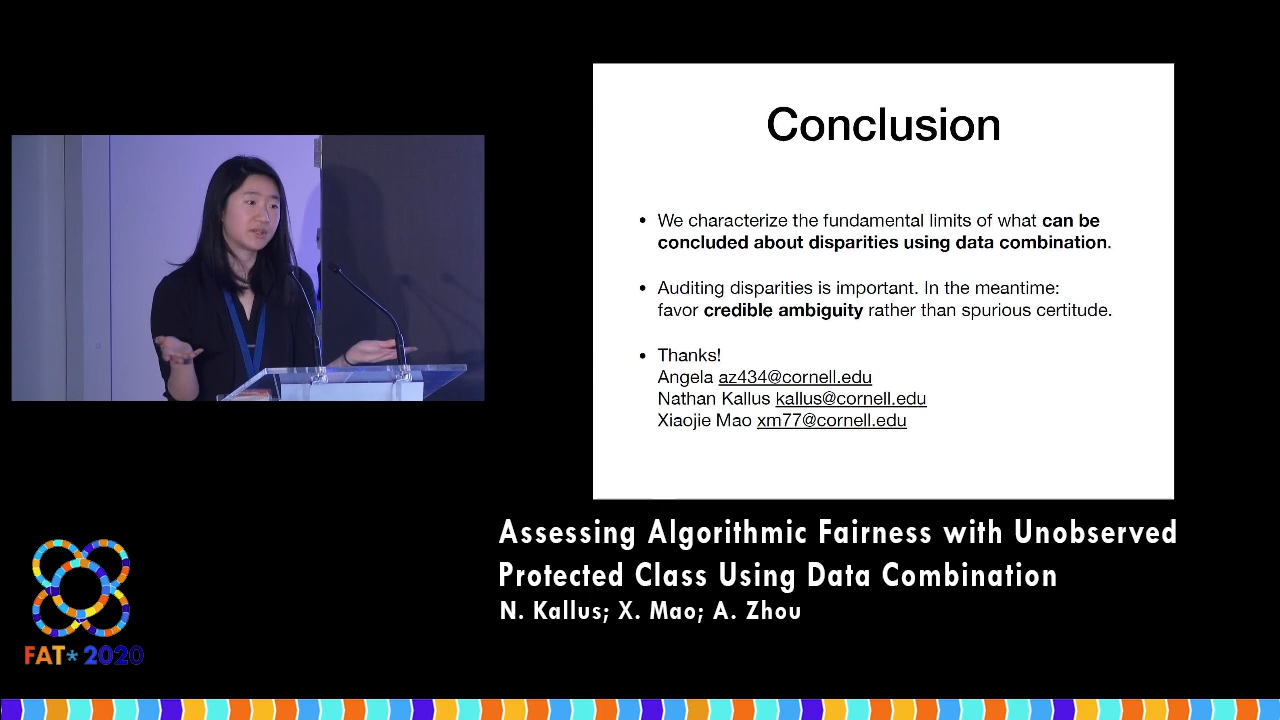 Conclusion
• We characterize the fundamental limits of what can be
concluded about disparities using data combination.
• Auditing disparities is important. In the meantime:
favor credible ambiguity rather than spurious certitude.
• Thanks!
Angela az434@cornell.edu
Nathan Kallus kallus@cornell.edu
Xiaojie Mao xm77@cornell.edu
Assessing Algorithmic Fairness with Unobserved
Protected Class Using Data Combination
N. Kallus; X. Mao; A. Zhou
FAT* 2020